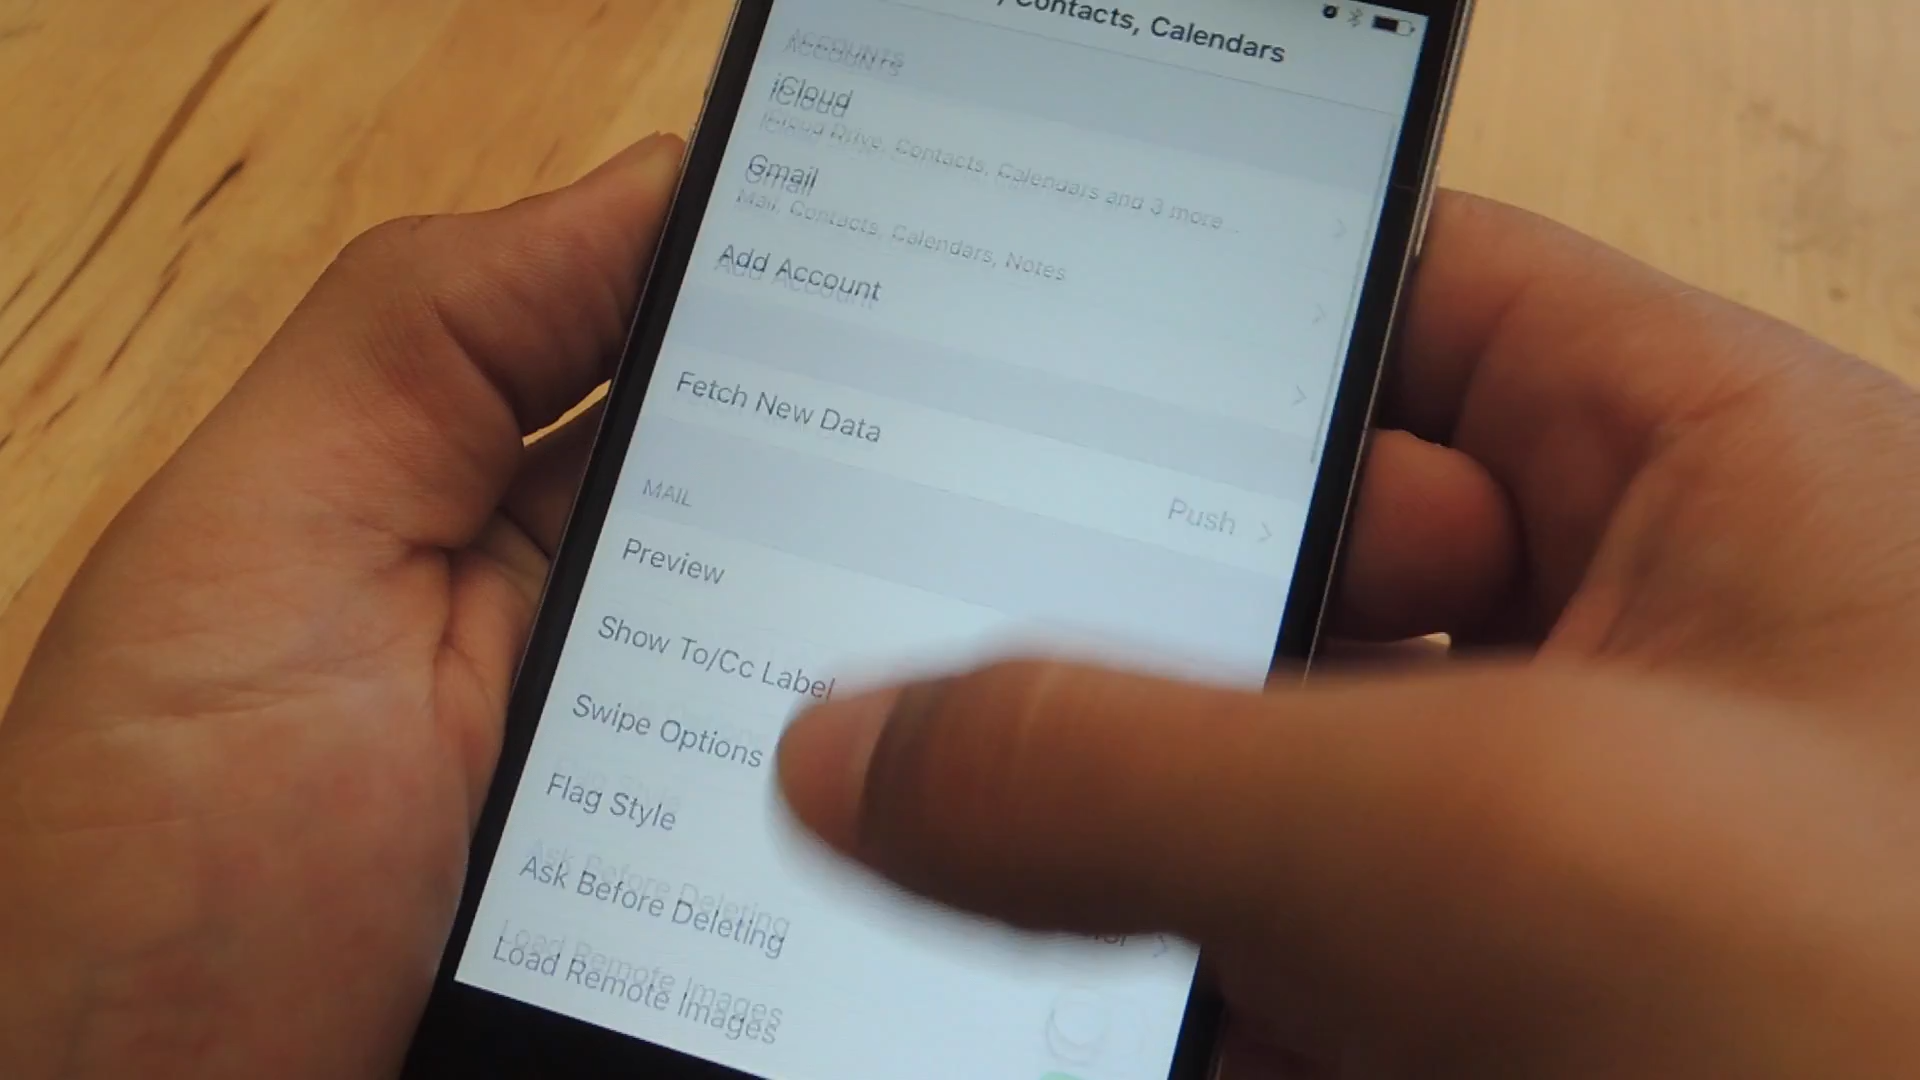 Contacts, Calendars
ACCOUNTS
iCloud
iCloud Drive, Contacts, Calendars and 3 more...
Gmail
Mail, Contacts, Calendars, Notes
Add Account
Fetch New Data
Push
MAIL
Preview
Show To/Cc Label
Swipe Options
Flag Style
Ask Before Deleting
Load Remote Images